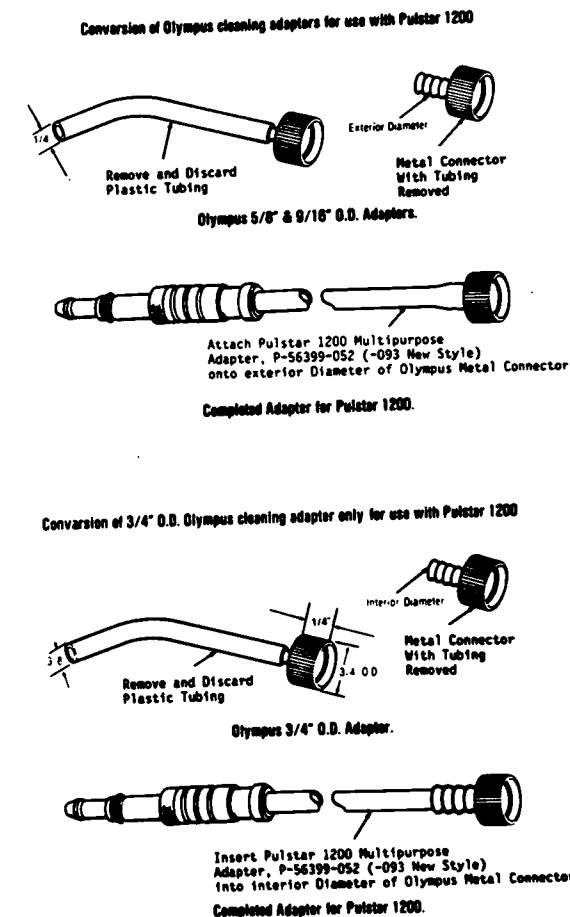 Conversion of Olympus cleaning adapters for use with Pulstar 1200
1/4
Exterior Diameter
Remove and Discard
Plastic Tubing
Metal Connector
With Tubing
Removed
Olympus 5/8" & 9/16" O.D. Adapters.
Attach Pulstar 1200 Multipurpose
Adapter, P-56399-052 (-093 New Style)
onto exterior Diameter of Olympus Metal Connector
Completed Adapter for Pulstar 1200.
Conversion of 3/4" O.D. Olympus cleaning adapter only for use with Pulstar 1200
Interior Diameter
1/4"
3.4 O D
Remove and Discard
Plastic Tubing
Metal Connector
With Tubing
Removed
Olympus 3/4" O.D. Adapter.
Insert Pulstar 1200 Multipurpose
Adapter, P-56399-052 (-093 New Style)
into interior Diameter of Olympus Metal Connector
Completed Adapter for Pulstar 1200.